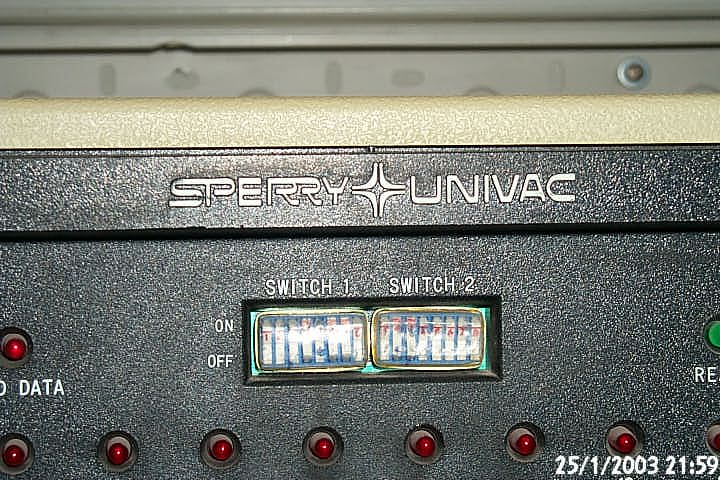 SPERRY UNIVAC
SWITCH 1 SWITCH 2
ON
OFF
DATA
25/1/2003 21:59